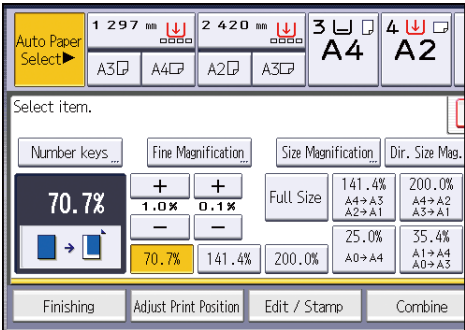 Auto Paper
Select▶
1 297 mm
A3 A4
2 420 mm
A2 A3
3
A4
4
A2
Select item.
Number keys
Fine Magnification
Size Magnification
Dir. Size Mag.
70.7%
+ +
1.0% 0.1%
− −
70.7% 141.4% 200.0%
Full Size
141.4%
A4→A3
A2→A1
200.0%
A4→A2
A3→A1
25.0%
A0→A4
35.4%
A1→A4
A0→A3
Finishing
Adjust Print Position
Edit / Stamp
Combine